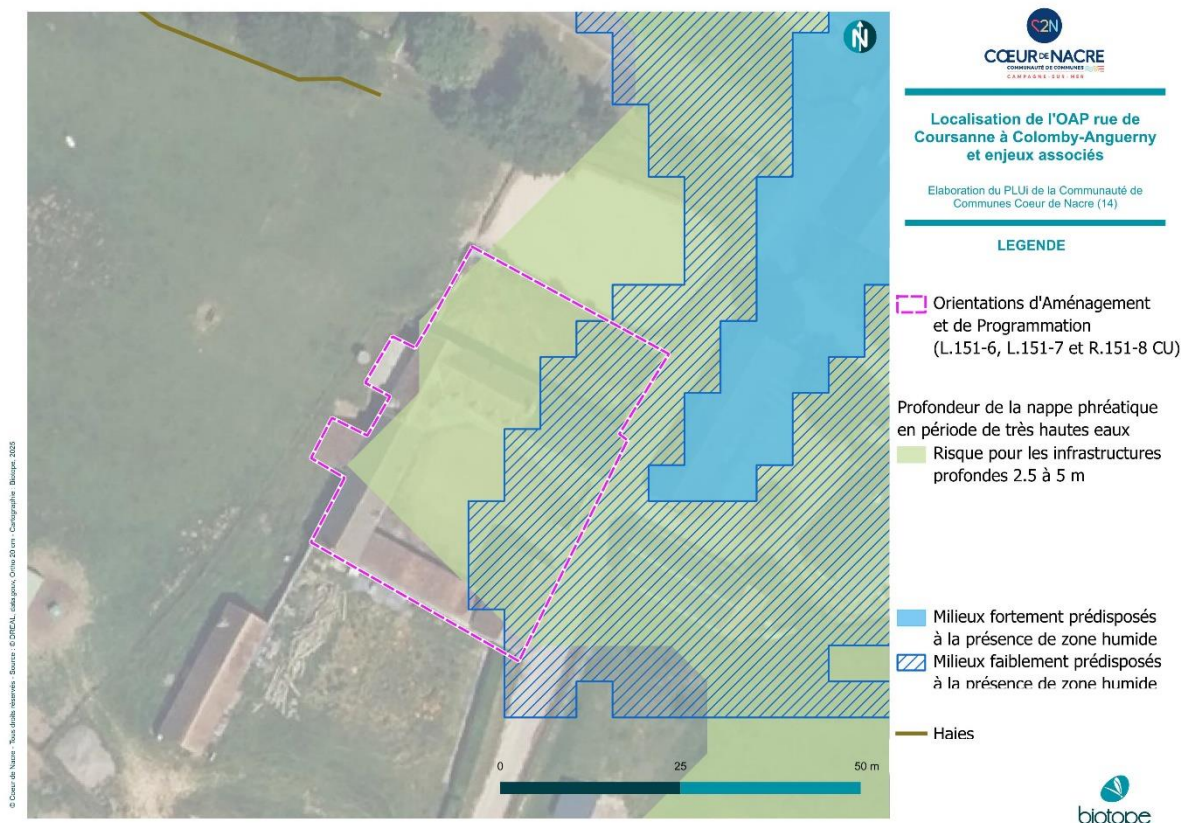 N
C2N
CŒUR DE NACRE
COMMUNAUTÉ DE COMMUNES
CAMPAGNE-SUR-MER
Localisation de l'OAP rue de
Coursanne à Colomby-Anguerny
et enjeux associés
Elaboration du PLUi de la Communauté de
Communes Coeur de Nacre (14)
LEGENDE
Orientations d'Aménagement
et de Programmation
(L.151-6, L.151-7 et R.151-8 CU)
Profondeur de la nappe phréatique
en période de très hautes eaux
Risque pour les infrastructures
profondes 2.5 à 5 m
Milieux fortement prédisposés
à la présence de zone humide
Milieux faiblement prédisposés
à la présence de zone humide
Haies
0 25 50 m
biotope
© Coeur de Nacre - Tous droits réservés - Source : © DREAL, data.gouv, Ortho 20 cm - Cartographie : Biotope, 2025